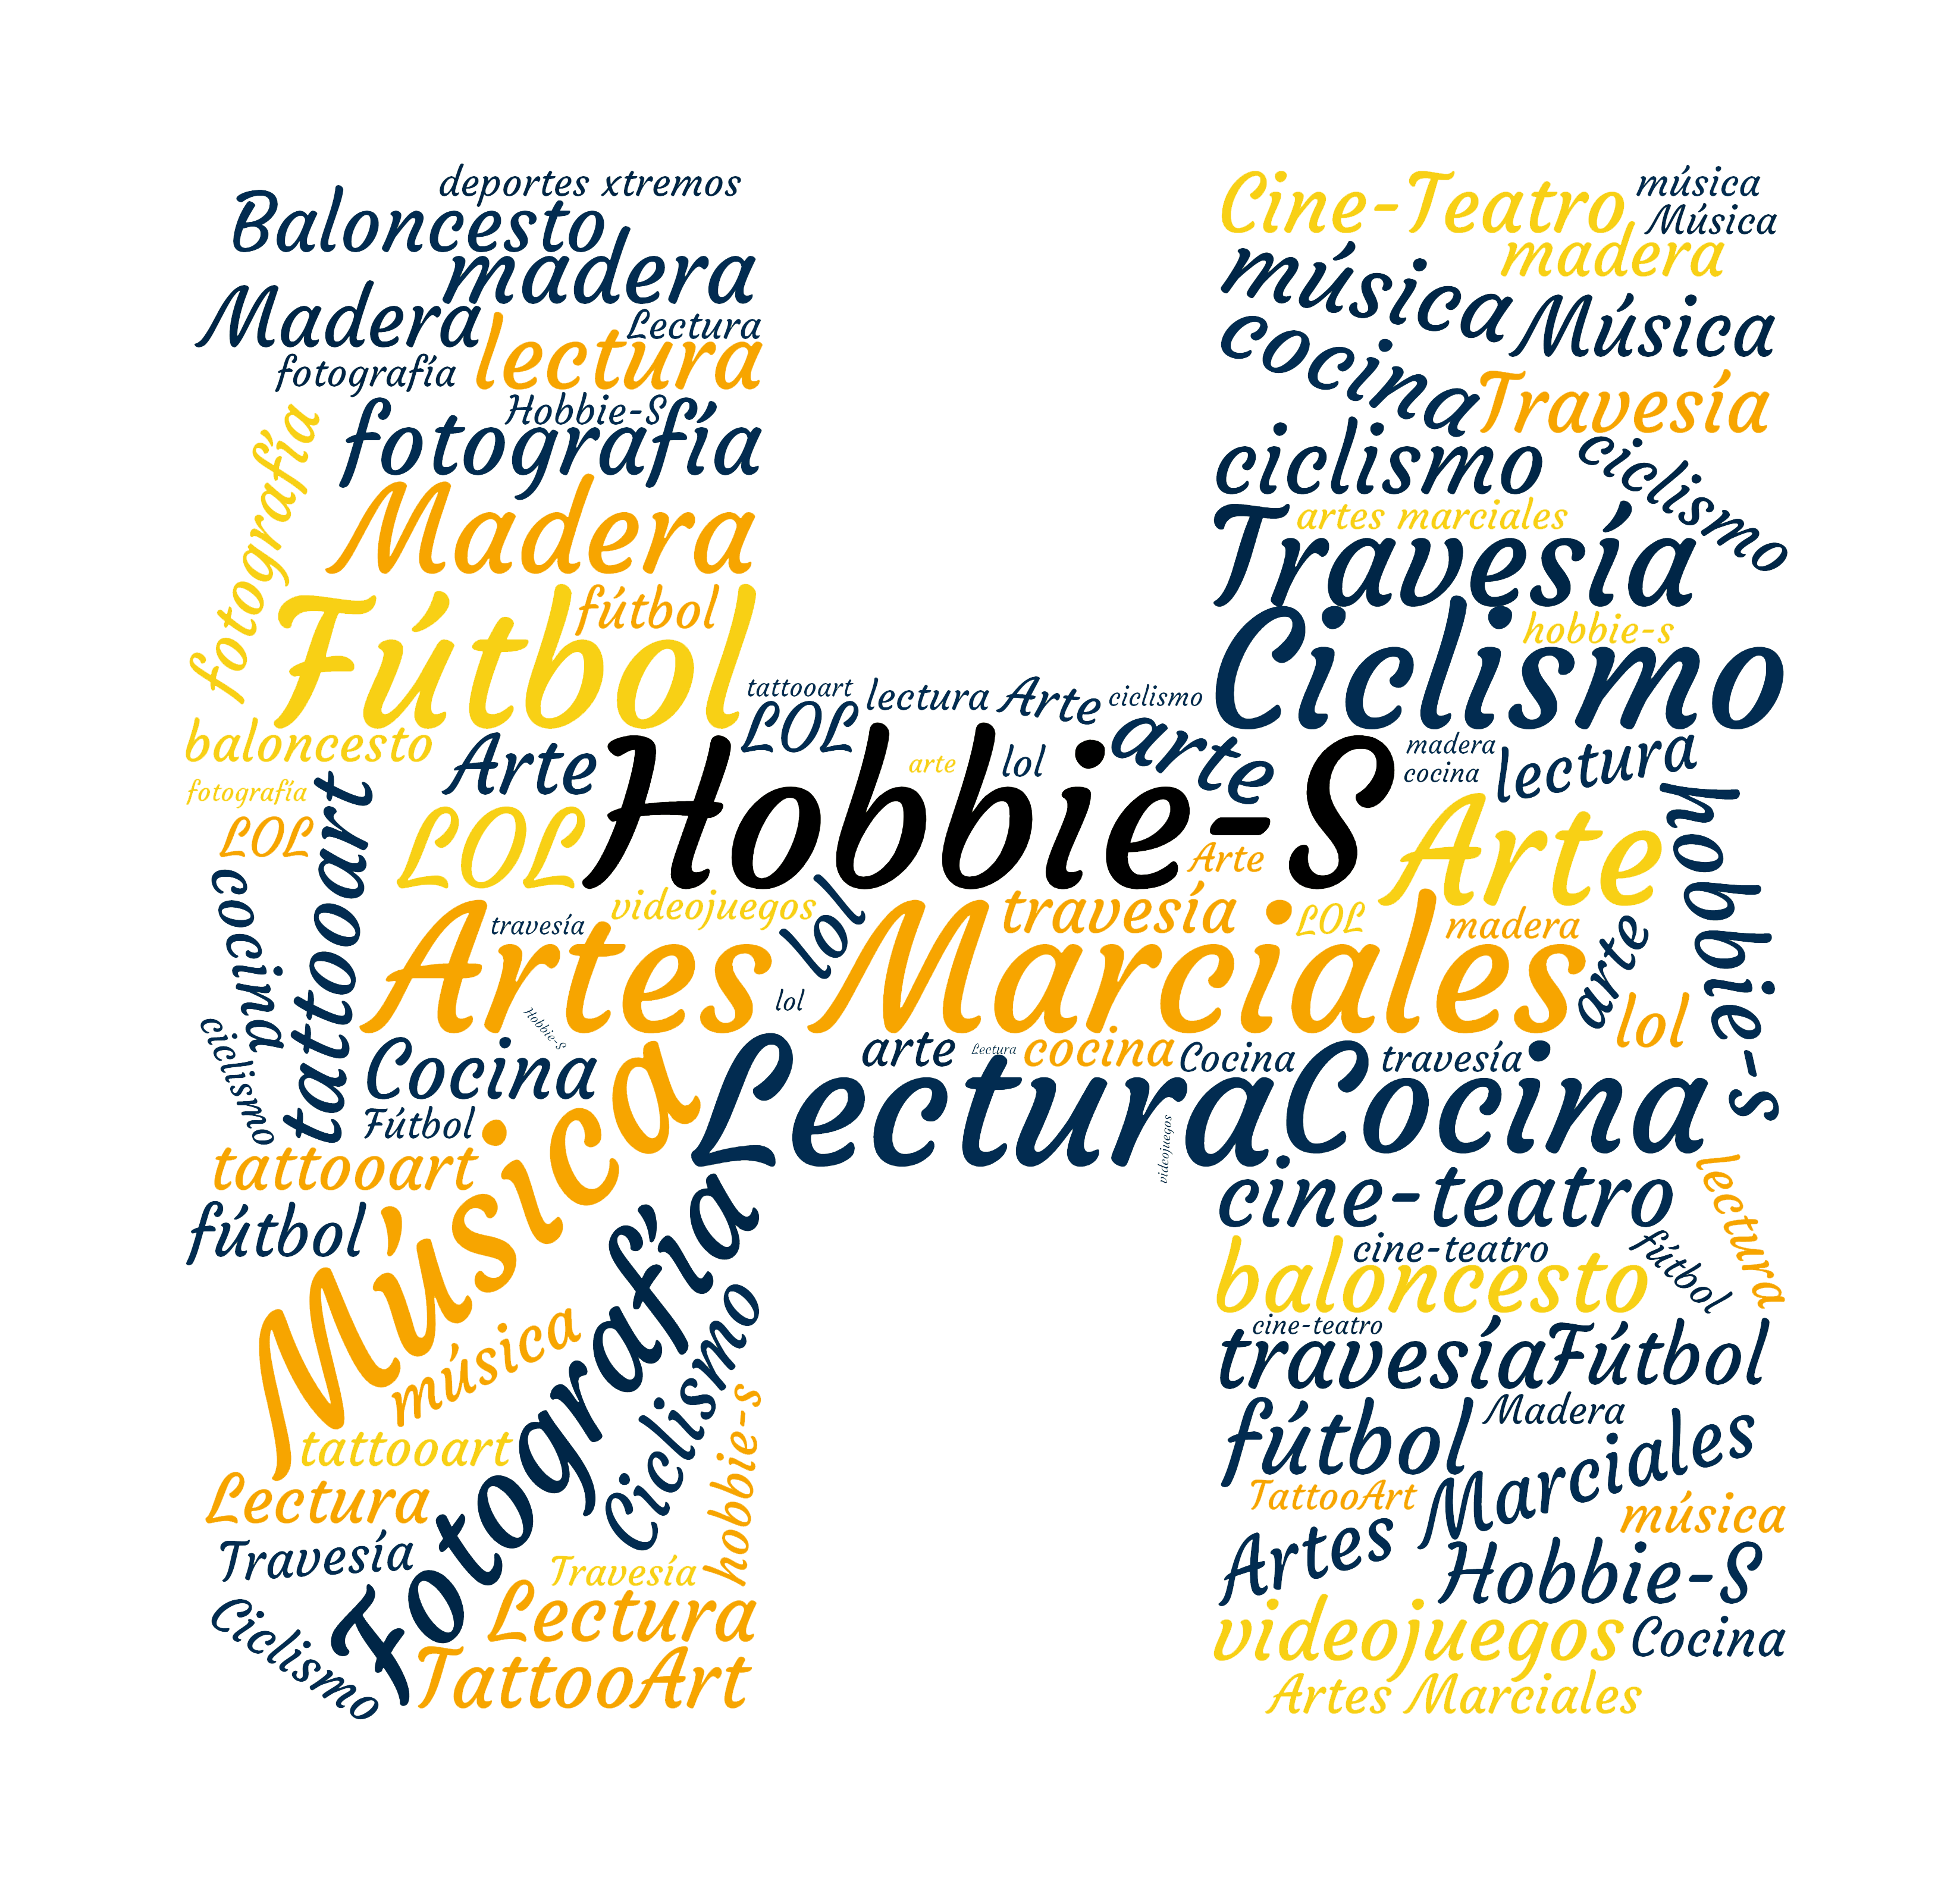 deportes xtremos
Baloncesto
madera
Madera
Lectura
lectura
fotografía
Hobbie-S
fotografía
fotografía
Madera
fútbol
Fútbol
baloncesto
fotografía
LOL
tattooart
cocina
ciclismo
Cine-Teatro
música
Música
madera
música
Música
cocina
Travesía
ciclismo
ciclismo
artes marciales
Travesía
hobbie-s
Ciclismo
tattooart
lectura
Arte
ciclismo
LOL
arte
lol
arte
madera
cocina
lectura
Arte
LOL
Hobbie-S
Arte
Arte
hobbie-s
travesía
videojuegos
lol
travesía
LOL
madera
arte
Artes Marciales
lol
lol
Hobbie-S
Cocina
arte
Lectura
cocina
Cocina
travesía
Fútbol
Lectura
Cocina
videojuegos
tattooart
fútbol
Música
música
tattooart
Fotografía
Ciclismo
hobbie-s
Lectura
Travesía
Travesía
Lectura
Ciclismo
TattooArt
cine-teatro
lectura
cine-teatro
fútbol
baloncesto
cine-teatro
travesía
Fútbol
fútbol
Madera
Artes Marciales
TattooArt
música
Hobbie-S
videojuegos
Cocina
Artes Marciales